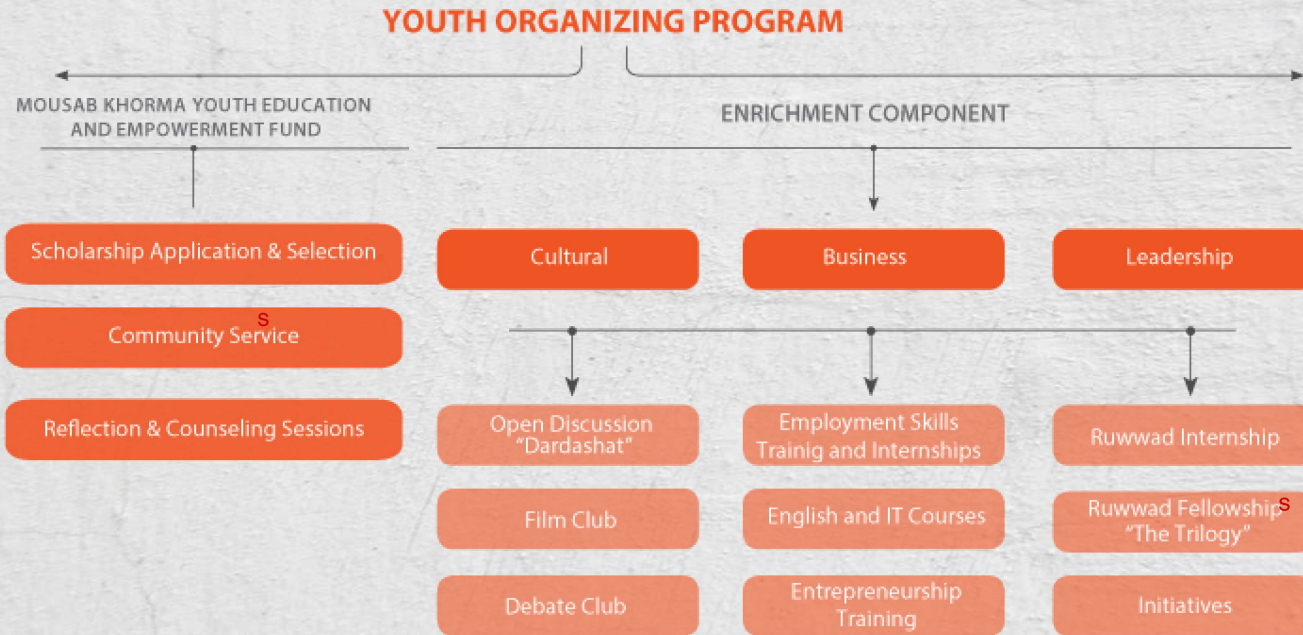 YOUTH ORGANIZING PROGRAM
MOUSAB KHORMA YOUTH EDUCATION
AND EMPOWERMENT FUND
ENRICHMENT COMPONENT
Scholarship Application & Selection
S
Community Service
Reflection & Counseling Sessions
Cultural
Business
Leadership
Open Discussion
"Dardashat"
Film Club
Debate Club
Employment Skills
Trainig and Internships
English and IT Courses
Entrepreneurship
Training
Ruwwad Internship
Ruwwad Fellowship
S
"The Trilogy"
Initiatives